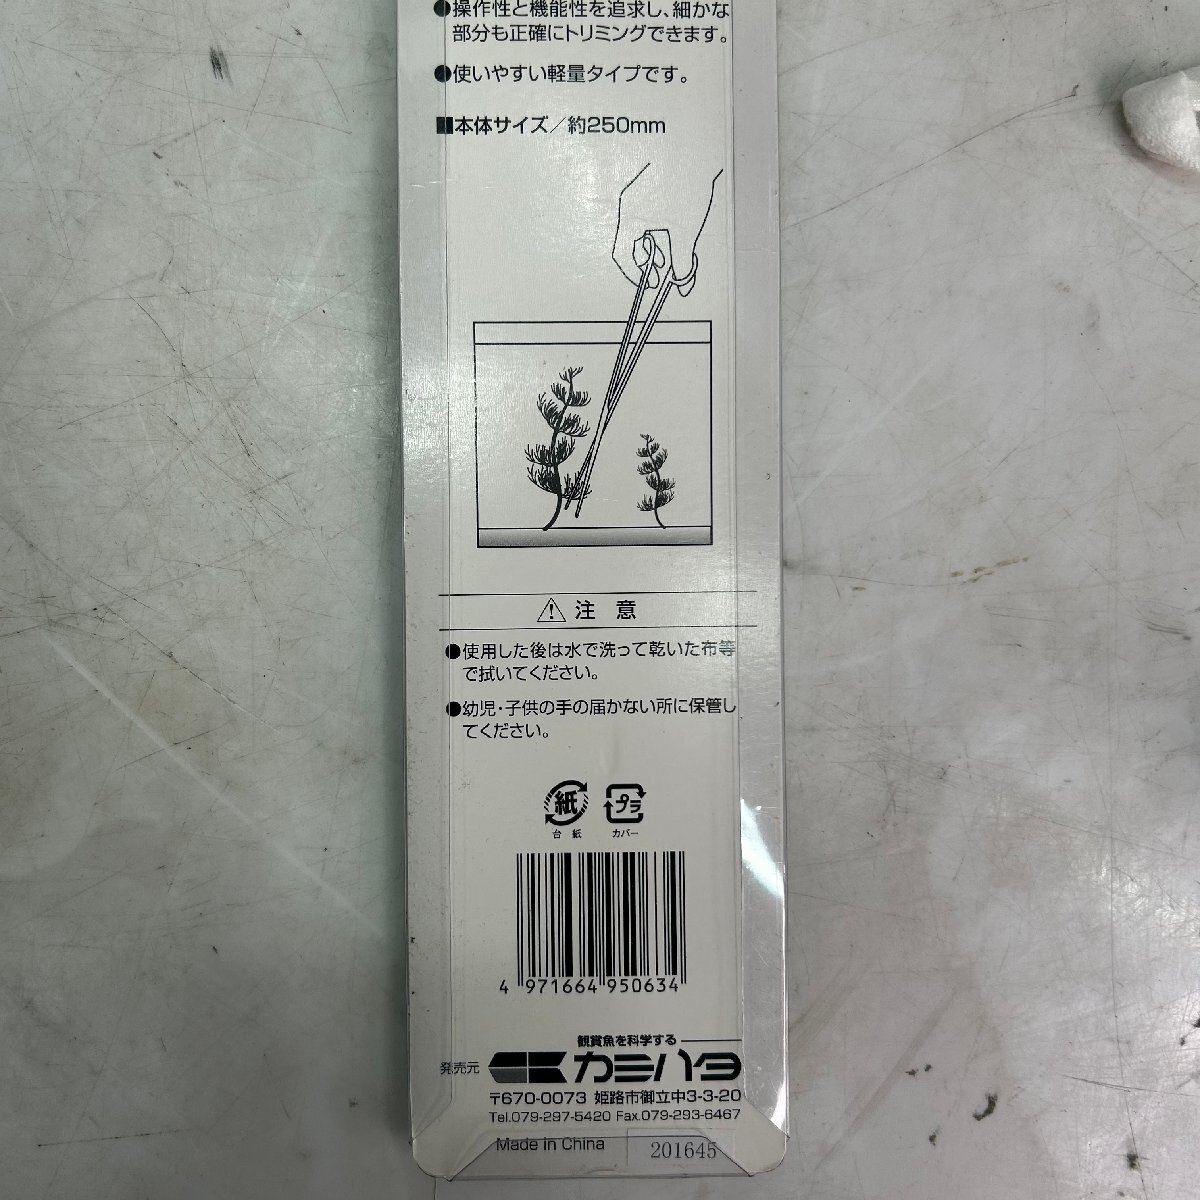 ●操作性と機能性を追求し、細かな
部分も正確にトリミングできます。
●使いやすい軽量タイプです。
■本体サイズ/約250mm
⚠注意
●使用した後は水で洗って乾いた布等
で拭いてください。
●幼児・子供の手の届かない所に保管し
てください。
紙 プラ
台紙 カバー
4 971664 950634
観賞魚を科学する
発売元 カミハタ
〒670-0073 姫路市御立中3-3-20
Tel.079-297-5420 Fax.079-293-6467
Made in China 201645